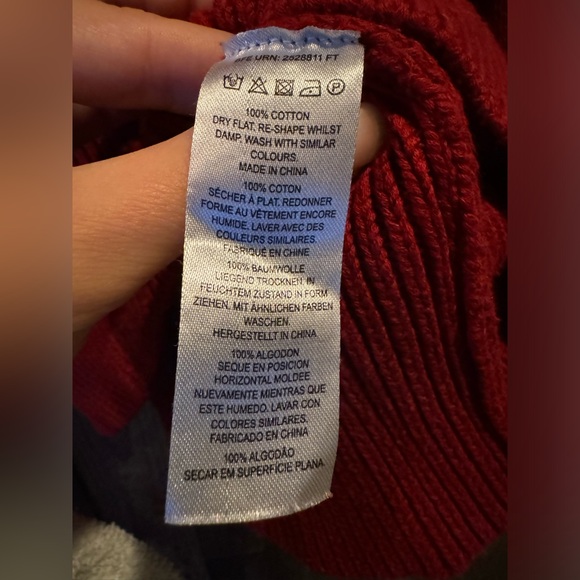 URN: 2528811 FT
100% COTTON
DRY FLAT. RE-SHAPE WHILST
DAMP. WASH WITH SIMILAR
COLOURS.
MADE IN CHINA
100% COTON
SÉCHER À PLAT. REDONNER
FORME AU VÊTEMENT ENCORE
HUMIDE. LAVER AVEC DES
COULEURS SIMILAIRES.
FABRIQUÉ EN CHINE
100% BAUMWOLLE
LIEGEND TROCKNEN. IN
FEUCHTEM ZUSTAND IN FORM
ZIEHEN. MIT ÄHNLICHEN FARBEN
WASCHEN.
HERGESTELLT IN CHINA
100% ALGODON
SEQUE EN POSICION
HORIZONTAL MOLDEE
NUEVAMENTE MIENTRAS QUE
ESTE HUMEDO. LAVAR CON
COLORES SIMILARES.
FABRICADO EN CHINA
100% ALGODÃO
SECAR EM SUPERFÍCIE PLANA.